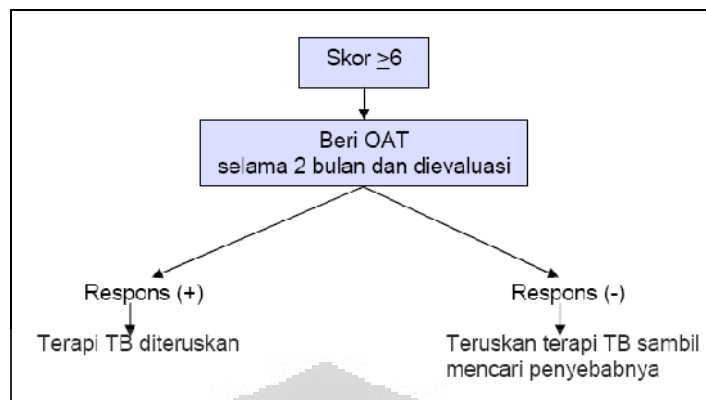 Skor ≥6
Beri OAT
selama 2 bulan dan dievaluasi
Respons (+)
Respons (-)
Terapi TB diteruskan
Teruskan terapi TB sambil
mencari penyebabnya